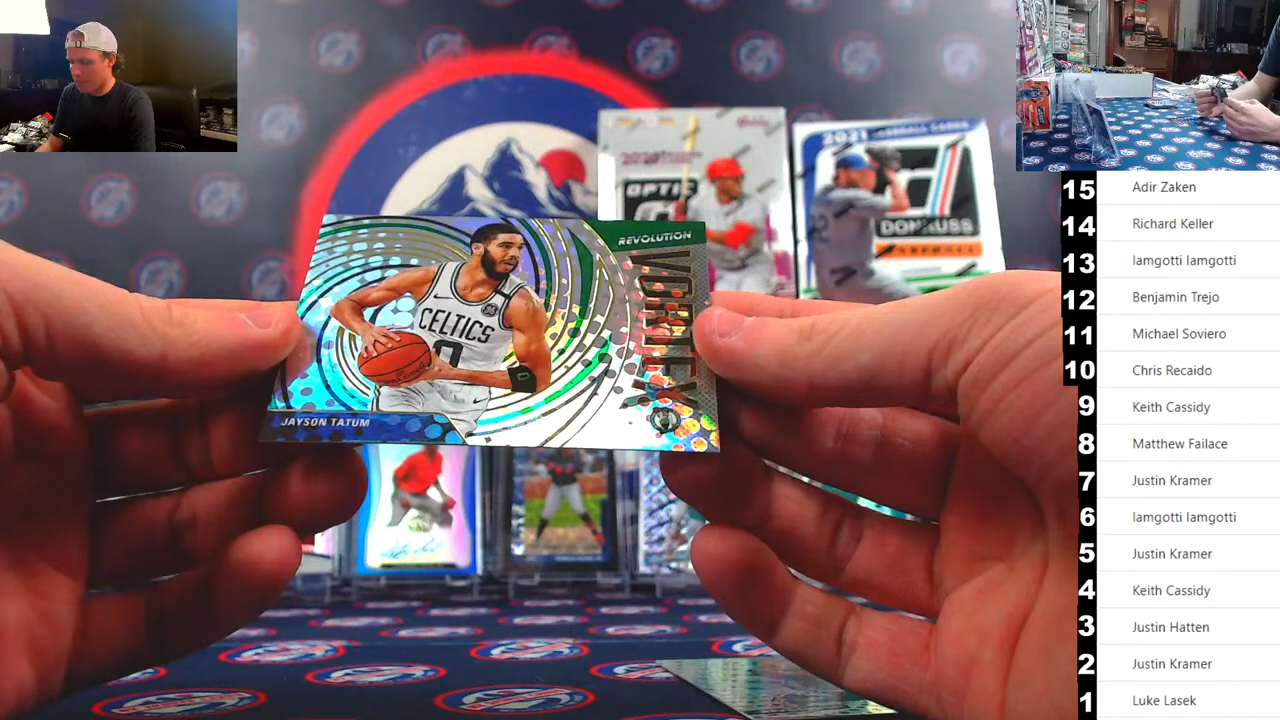 REVOLUTION
VORTEX
CELTICS
0
JAYSON TATUM
OPTIC
2021
DONRUSS
BASEBALL
15 Adir Zaken
14 Richard Keller
13 Iamgotti Iamgotti
12 Benjamin Trejo
11 Michael Soviero
10 Chris Recaido
9 Keith Cassidy
8 Matthew Failace
7 Justin Kramer
6 Iamgotti Iamgotti
5 Justin Kramer
4 Keith Cassidy
3 Justin Hatten
2 Justin Kramer
1 Luke Lasek